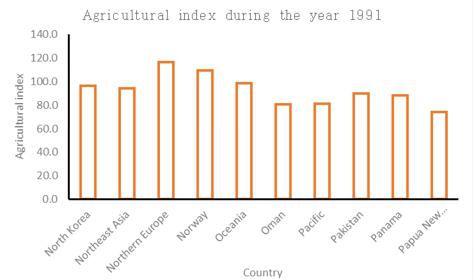 Agricultural index during the year 1991
140.0
120.0
100.0
80.0
60.0
40.0
20.0
0.0
Agricultural index
North Korea
Northeast Asia
Northern Europe
Norway
Oceania
Oman
Pacific
Pakistan
Panama
Papua New...
Country